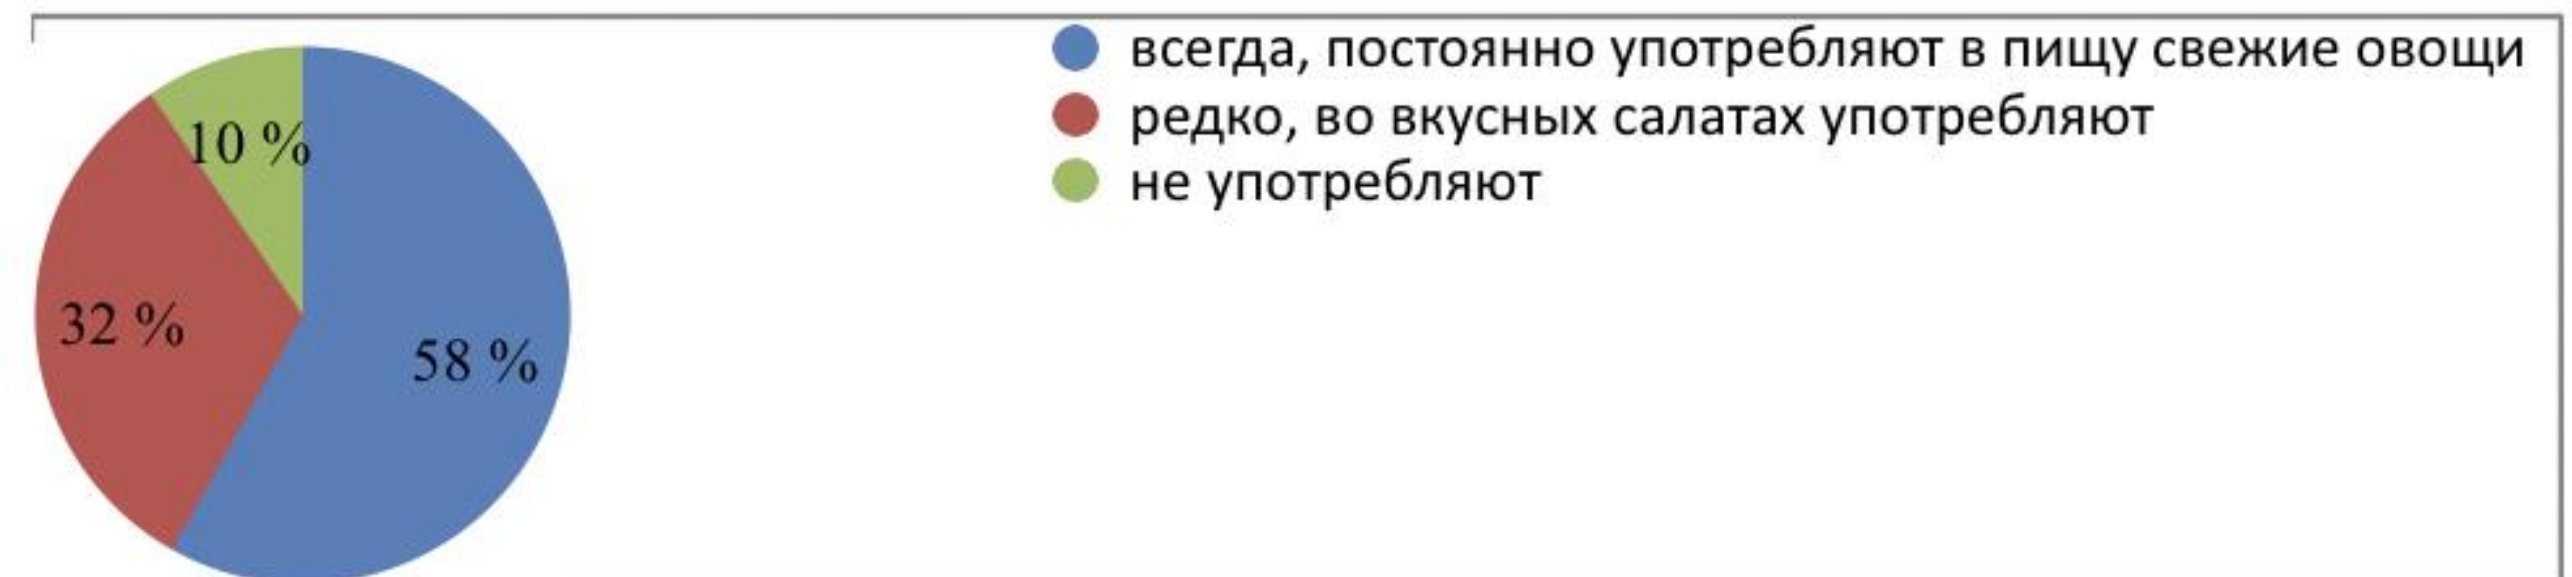 10 %
32 %
58 %
всегда, постоянно употребляют в пищу свежие овощи
редко, во вкусных салатах употребляют
не употребляют